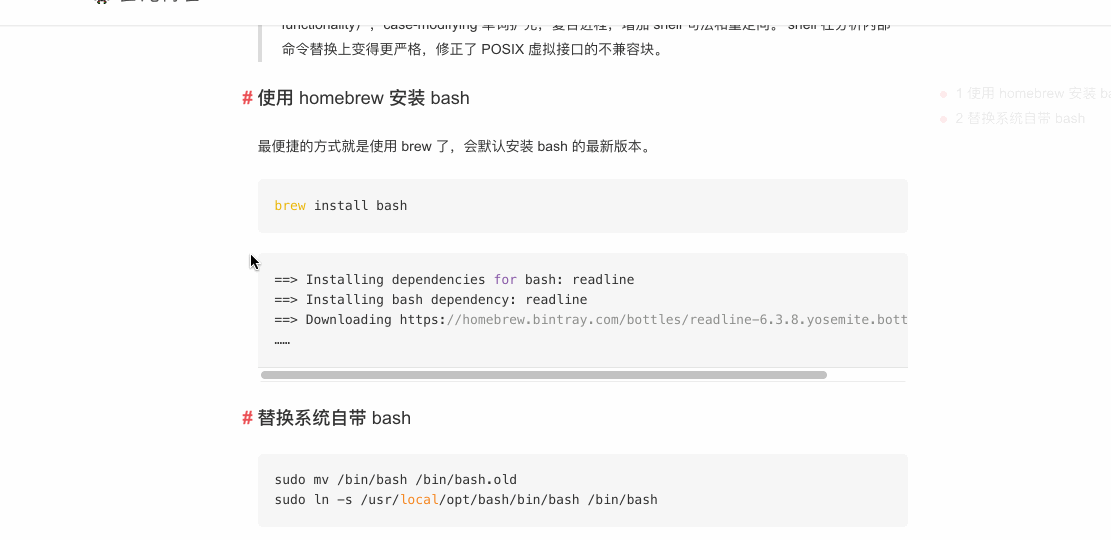 functionality），case-modifying 单词扩充，复合进程，增加 shell 句法和重定向。 shell 在分析内部
命令替换上变得更严格，修正了 POSIX 虚拟接口的不兼容块。
# 使用 homebrew 安装 bash
1 使用 homebrew 安装 ba
2 替换系统自带 bash
最便捷的方式就是使用 brew 了，会默认安装 bash 的最新版本。
brew install bash
==> Installing dependencies for bash: readline
==> Installing bash dependency: readline
==> Downloading https://homebrew.bintray.com/bottles/readline-6.3.8.yosemite.bott
……
# 替换系统自带 bash
sudo mv /bin/bash /bin/bash.old
sudo ln -s /usr/local/opt/bash/bin/bash /bin/bash